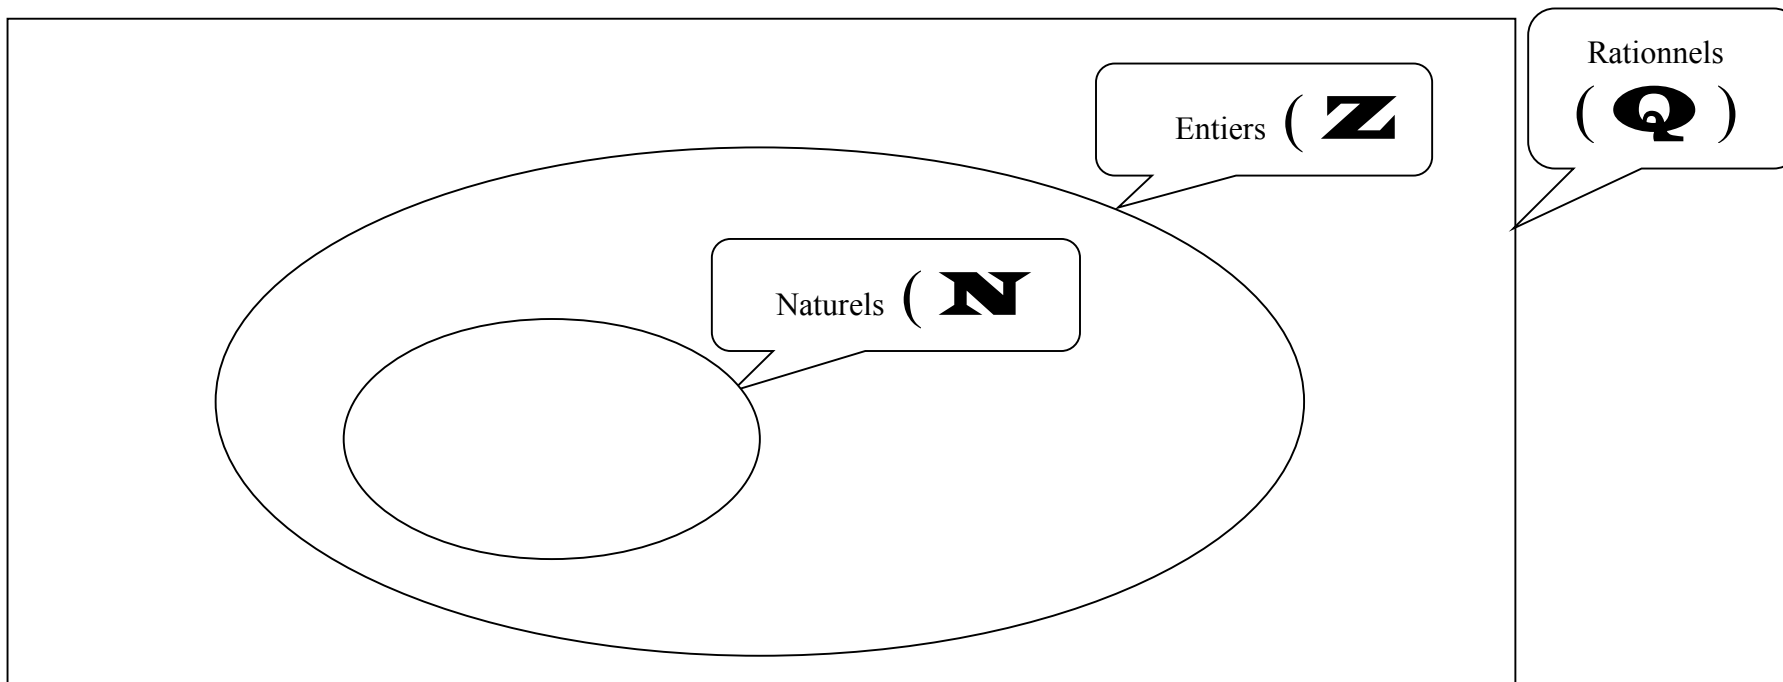 Rationnels
( Q )
Entiers ( Z
Naturels ( N